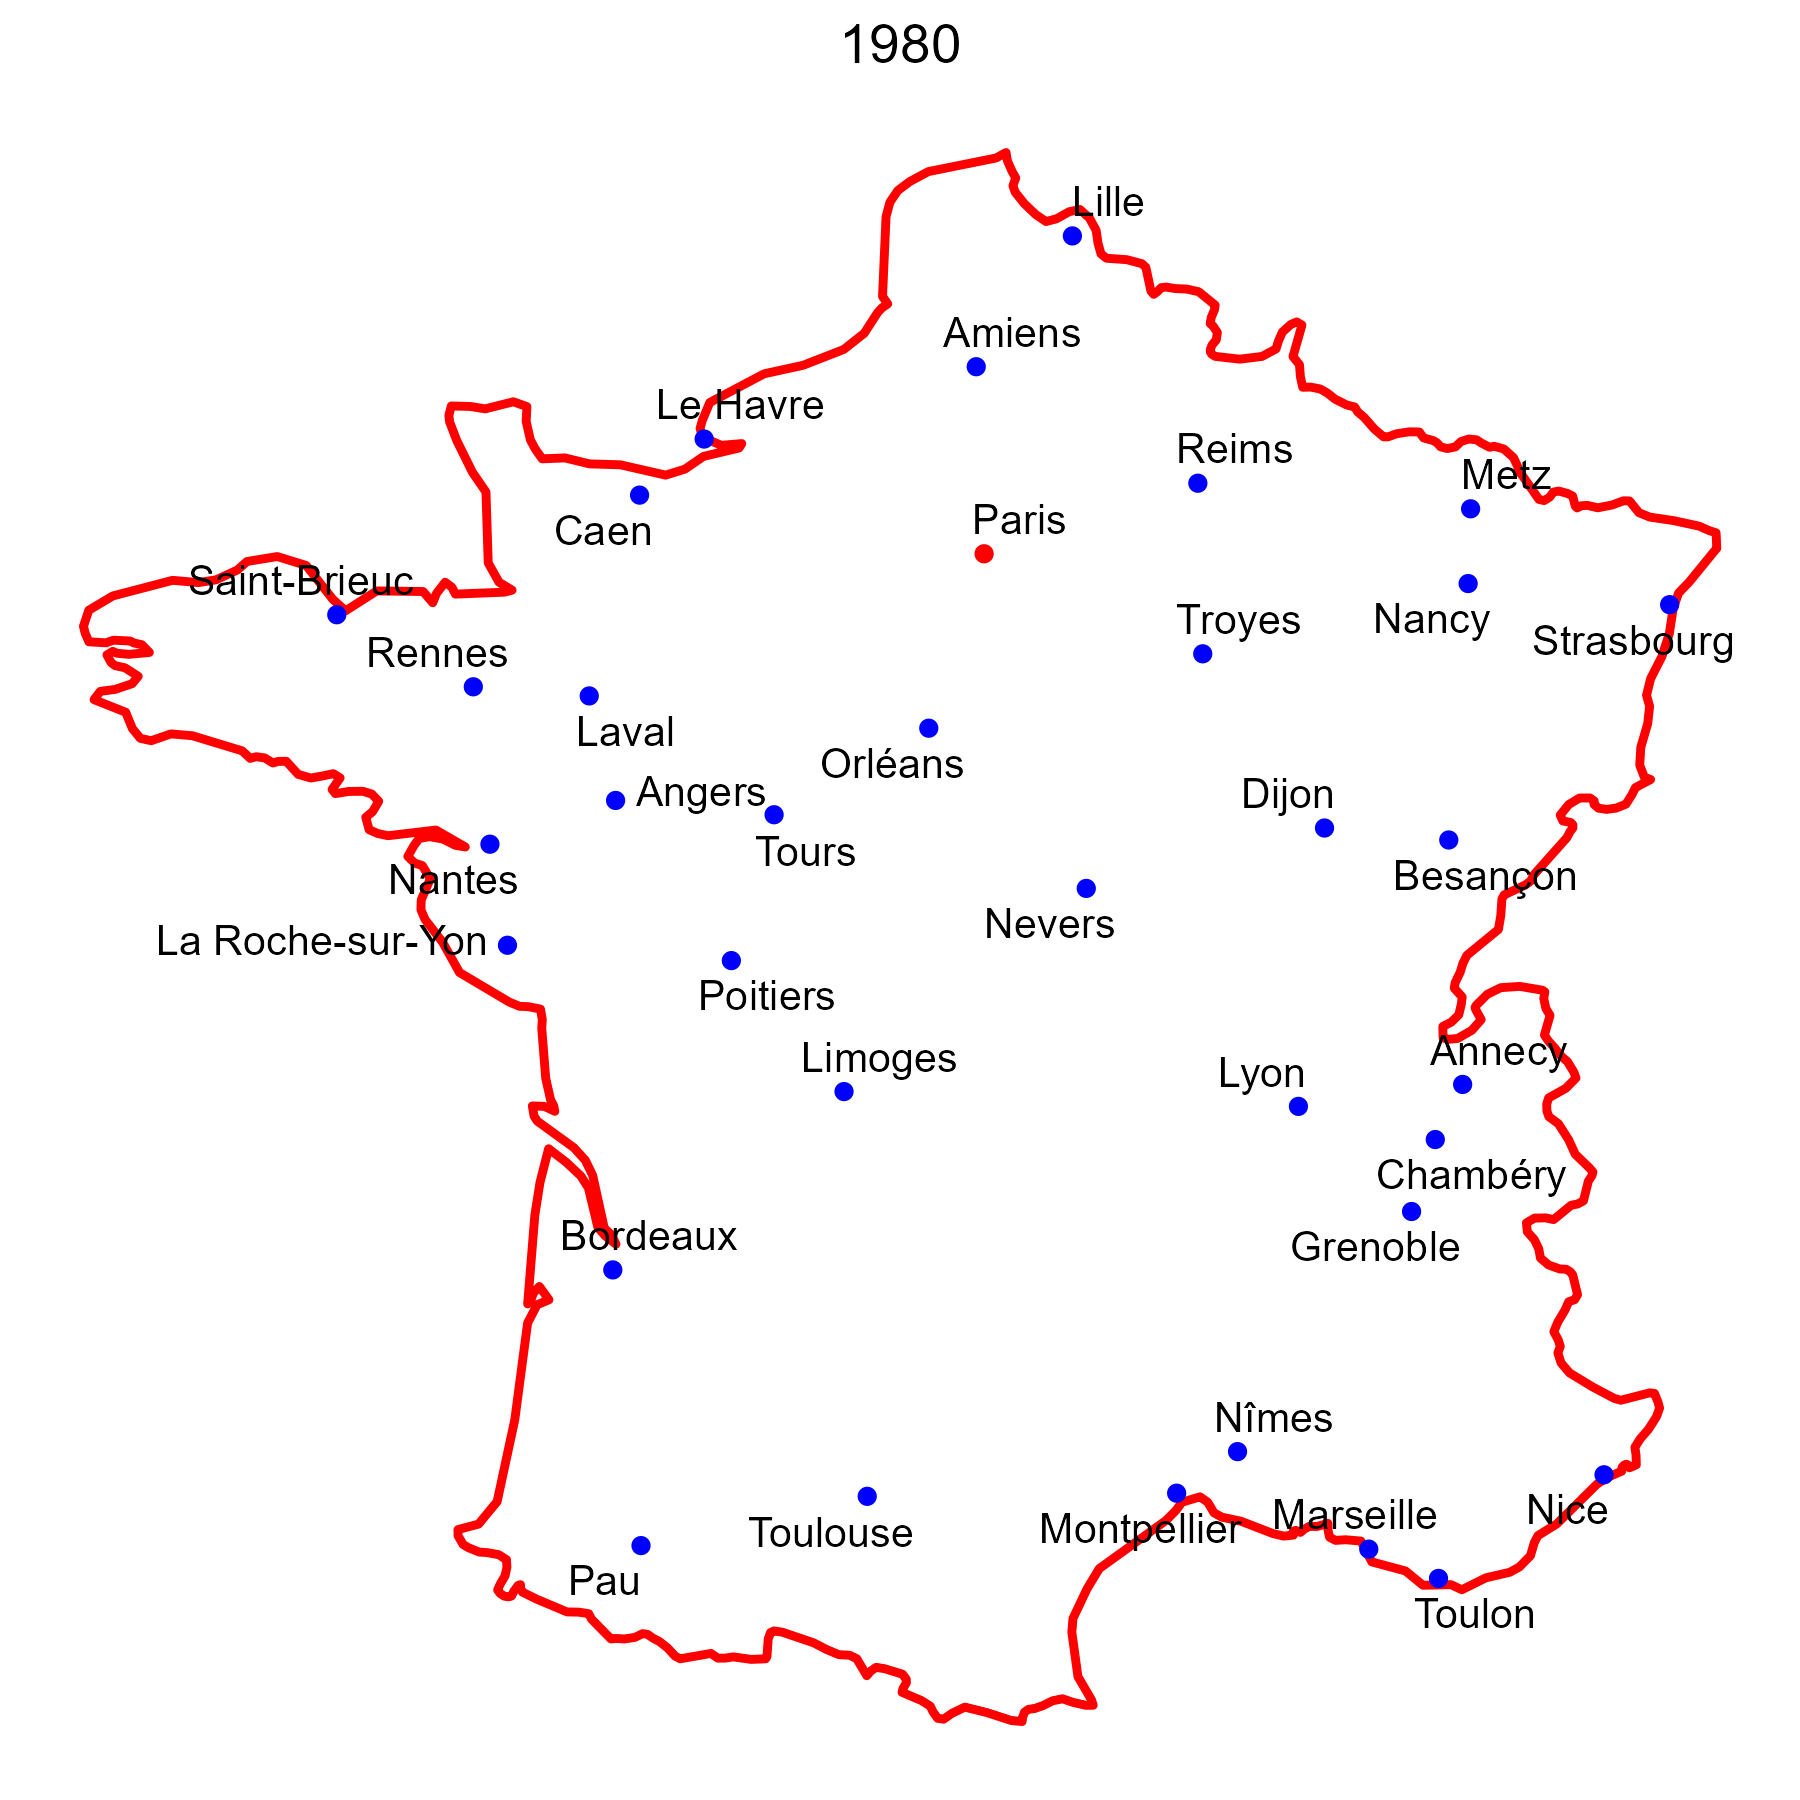 1980
Lille
Amiens
Le Havre
Reims
Metz
Paris
Caen
Saint-Brieuc
Nancy
Troyes
Strasbourg
Rennes
Laval
Orléans
Angers
Dijon
Tours
Besançon
Nantes
Nevers
La Roche-sur-Yon
Poitiers
Annecy
Limoges
Lyon
Chambéry
Bordeaux
Grenoble
Nîmes
Nice
Marseille
Montpellier
Toulouse
Pau
Toulon